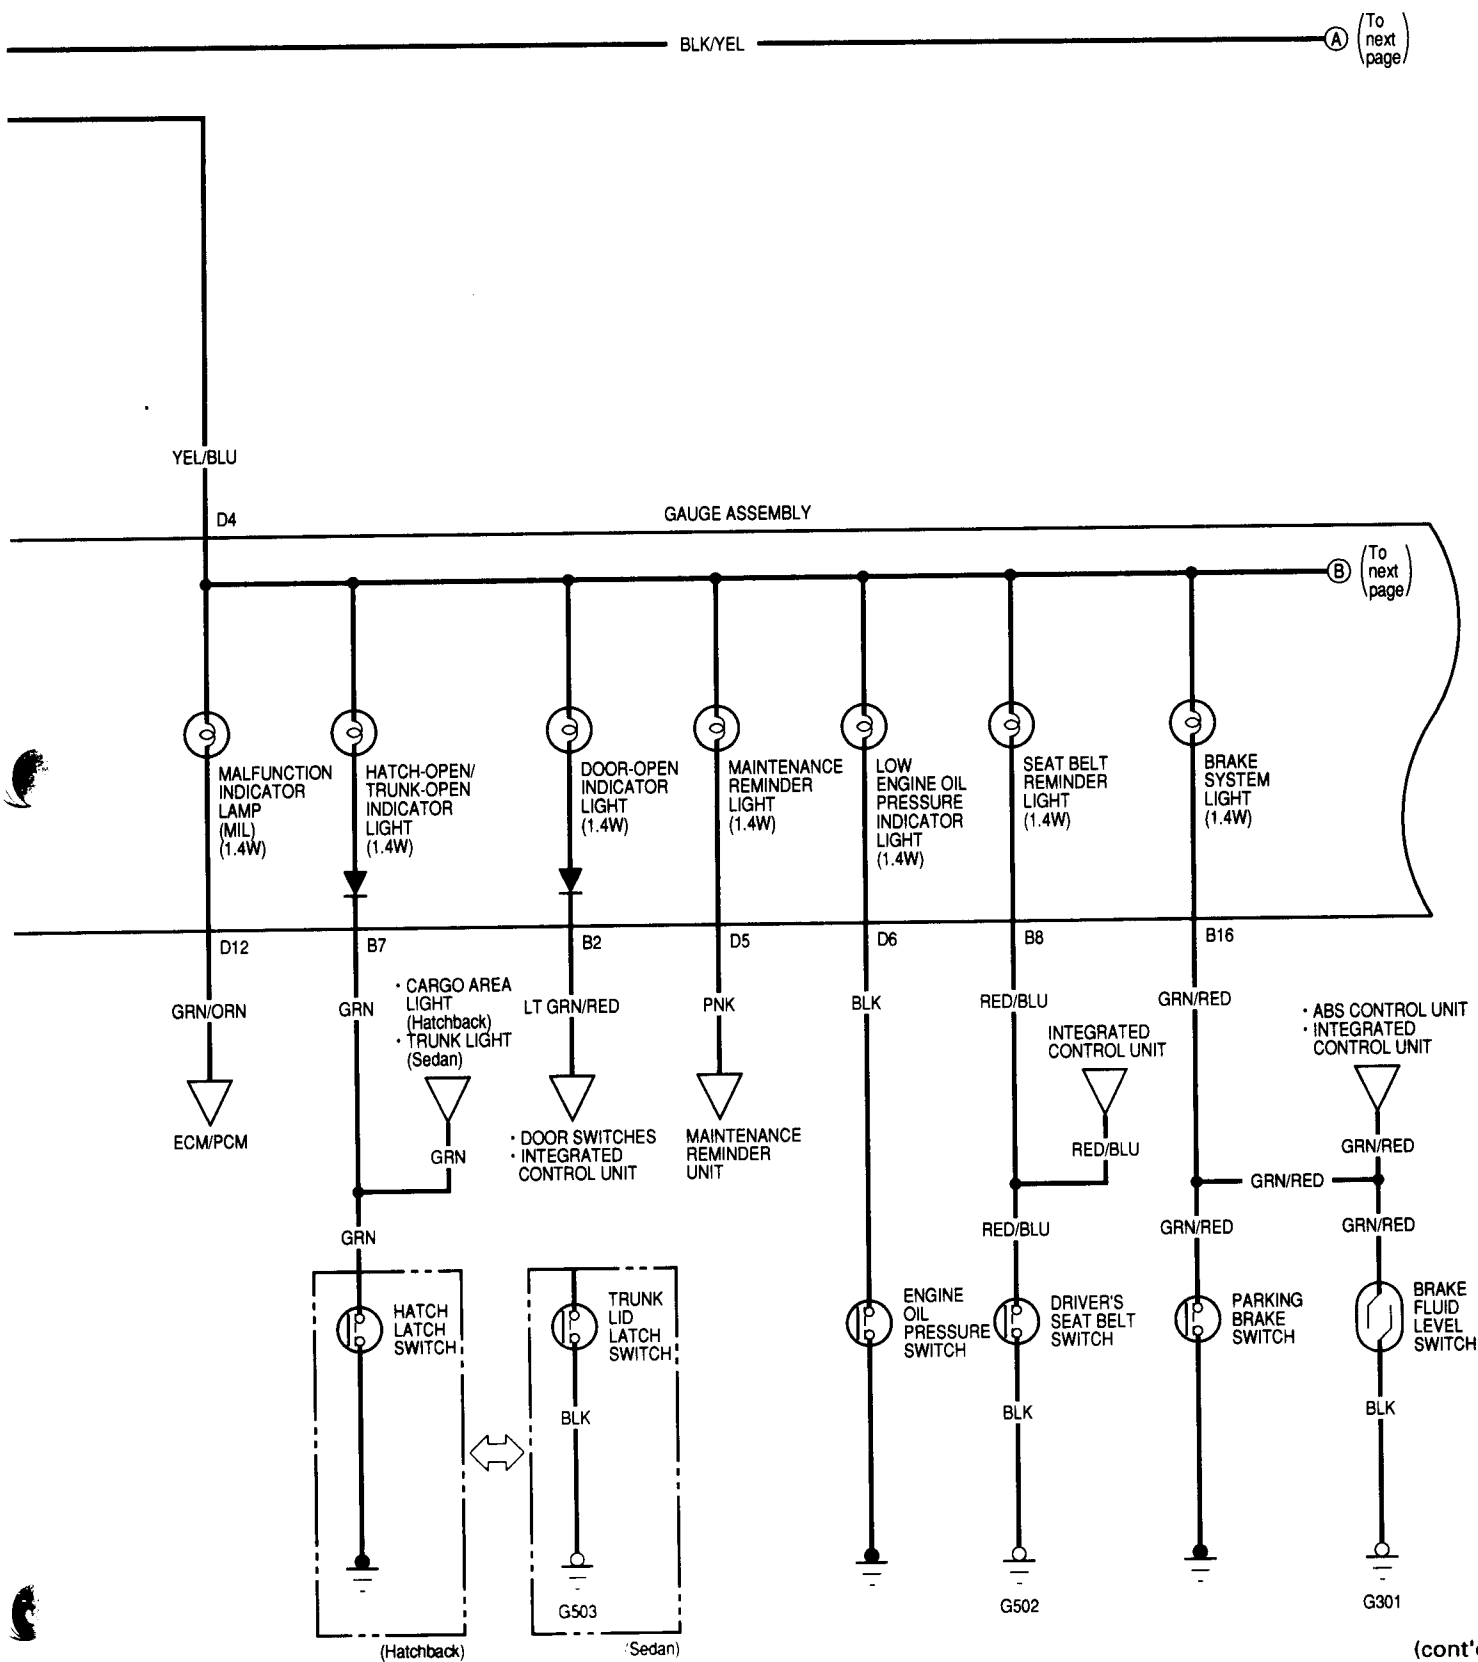 BLK/YEL
A
(To
next
page)
YEL/BLU
D4
GAUGE ASSEMBLY
B
(To
next
page)
MALFUNCTION
INDICATOR
LAMP
(MIL)
(1.4W)
HATCH-OPEN/
TRUNK-OPEN
INDICATOR
LIGHT
(1.4W)
DOOR-OPEN
INDICATOR
LIGHT
(1.4W)
MAINTENANCE
REMINDER
LIGHT
(1.4W)
LOW
ENGINE OIL
PRESSURE
INDICATOR
LIGHT
(1.4W)
SEAT BELT
REMINDER
LIGHT
(1.4W)
BRAKE
SYSTEM
LIGHT
(1.4W)
D12
B7
B2
D5
D6
B8
B16
GRN/ORN
GRN
· CARGO AREA
LIGHT
(Hatchback)
· TRUNK LIGHT
(Sedan)
LT GRN/RED
PNK
BLK
RED/BLU
GRN/RED
INTEGRATED
CONTROL UNIT
· ABS CONTROL UNIT
· INTEGRATED
CONTROL UNIT
ECM/PCM
GRN
· DOOR SWITCHES
· INTEGRATED
CONTROL UNIT
MAINTENANCE
REMINDER
UNIT
RED/BLU
GRN/RED
GRN/RED
GRN
RED/BLU
GRN/RED
GRN/RED
HATCH
LATCH
SWITCH
TRUNK
LID
LATCH
SWITCH
ENGINE
OIL
PRESSURE
SWITCH
DRIVER'S
SEAT BELT
SWITCH
PARKING
BRAKE
SWITCH
BRAKE
FLUID
LEVEL
SWITCH
BLK
BLK
BLK
G503
G502
G301
(Hatchback)
(Sedan)
(cont'